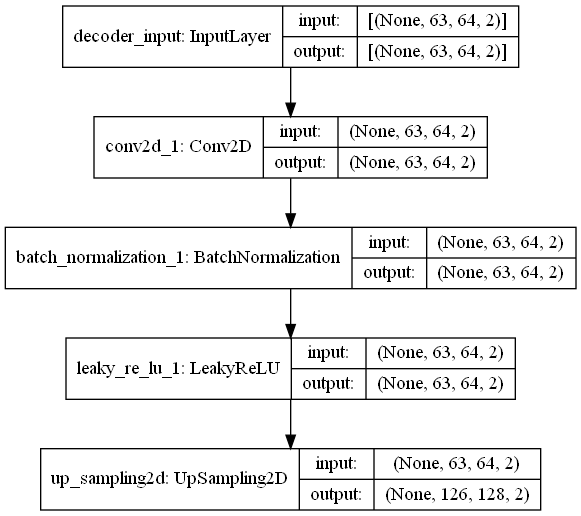 decoder_input: InputLayer
input:
[(None, 63, 64, 2)]
output:
[(None, 63, 64, 2)]
conv2d_1: Conv2D
input:
(None, 63, 64, 2)
output:
(None, 63, 64, 2)
batch_normalization_1: BatchNormalization
input:
(None, 63, 64, 2)
output:
(None, 63, 64, 2)
leaky_re_lu_1: LeakyReLU
input:
(None, 63, 64, 2)
output:
(None, 63, 64, 2)
up_sampling2d: UpSampling2D
input:
(None, 63, 64, 2)
output:
(None, 126, 128, 2)